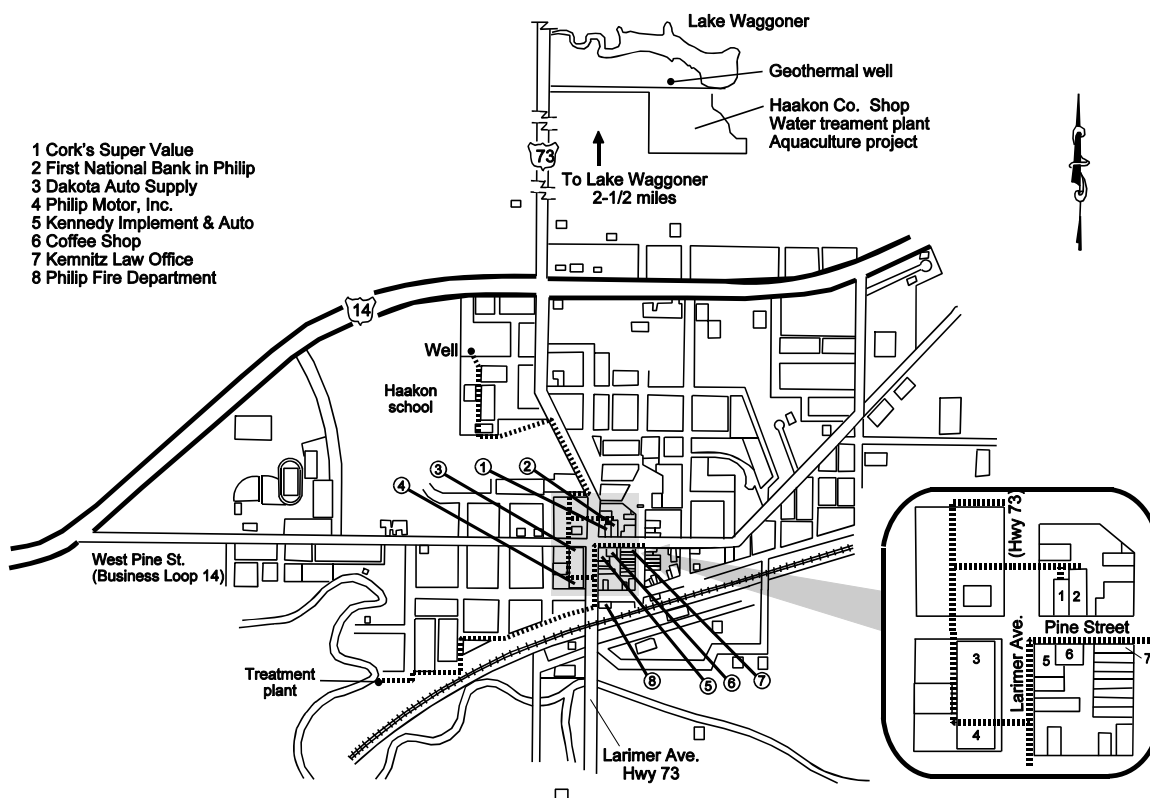 Lake Waggoner
Geothermal well
Haakon Co. Shop
Water treament plant
Aquaculture project
73
To Lake Waggoner
2-1/2 miles
1 Cork's Super Value
2 First National Bank in Philip
3 Dakota Auto Supply
4 Philip Motor, Inc.
5 Kennedy Implement & Auto
6 Coffee Shop
7 Kemnitz Law Office
8 Philip Fire Department
14
Well
Haakon
school
3
1
2
4
West Pine St.
(Business Loop 14)
Treatment
plant
8
5
6
7
Larimer Ave.
Hwy 73
(Hwy 73)
1
2
Pine Street
Larimer Ave.
3
5
6
7
4